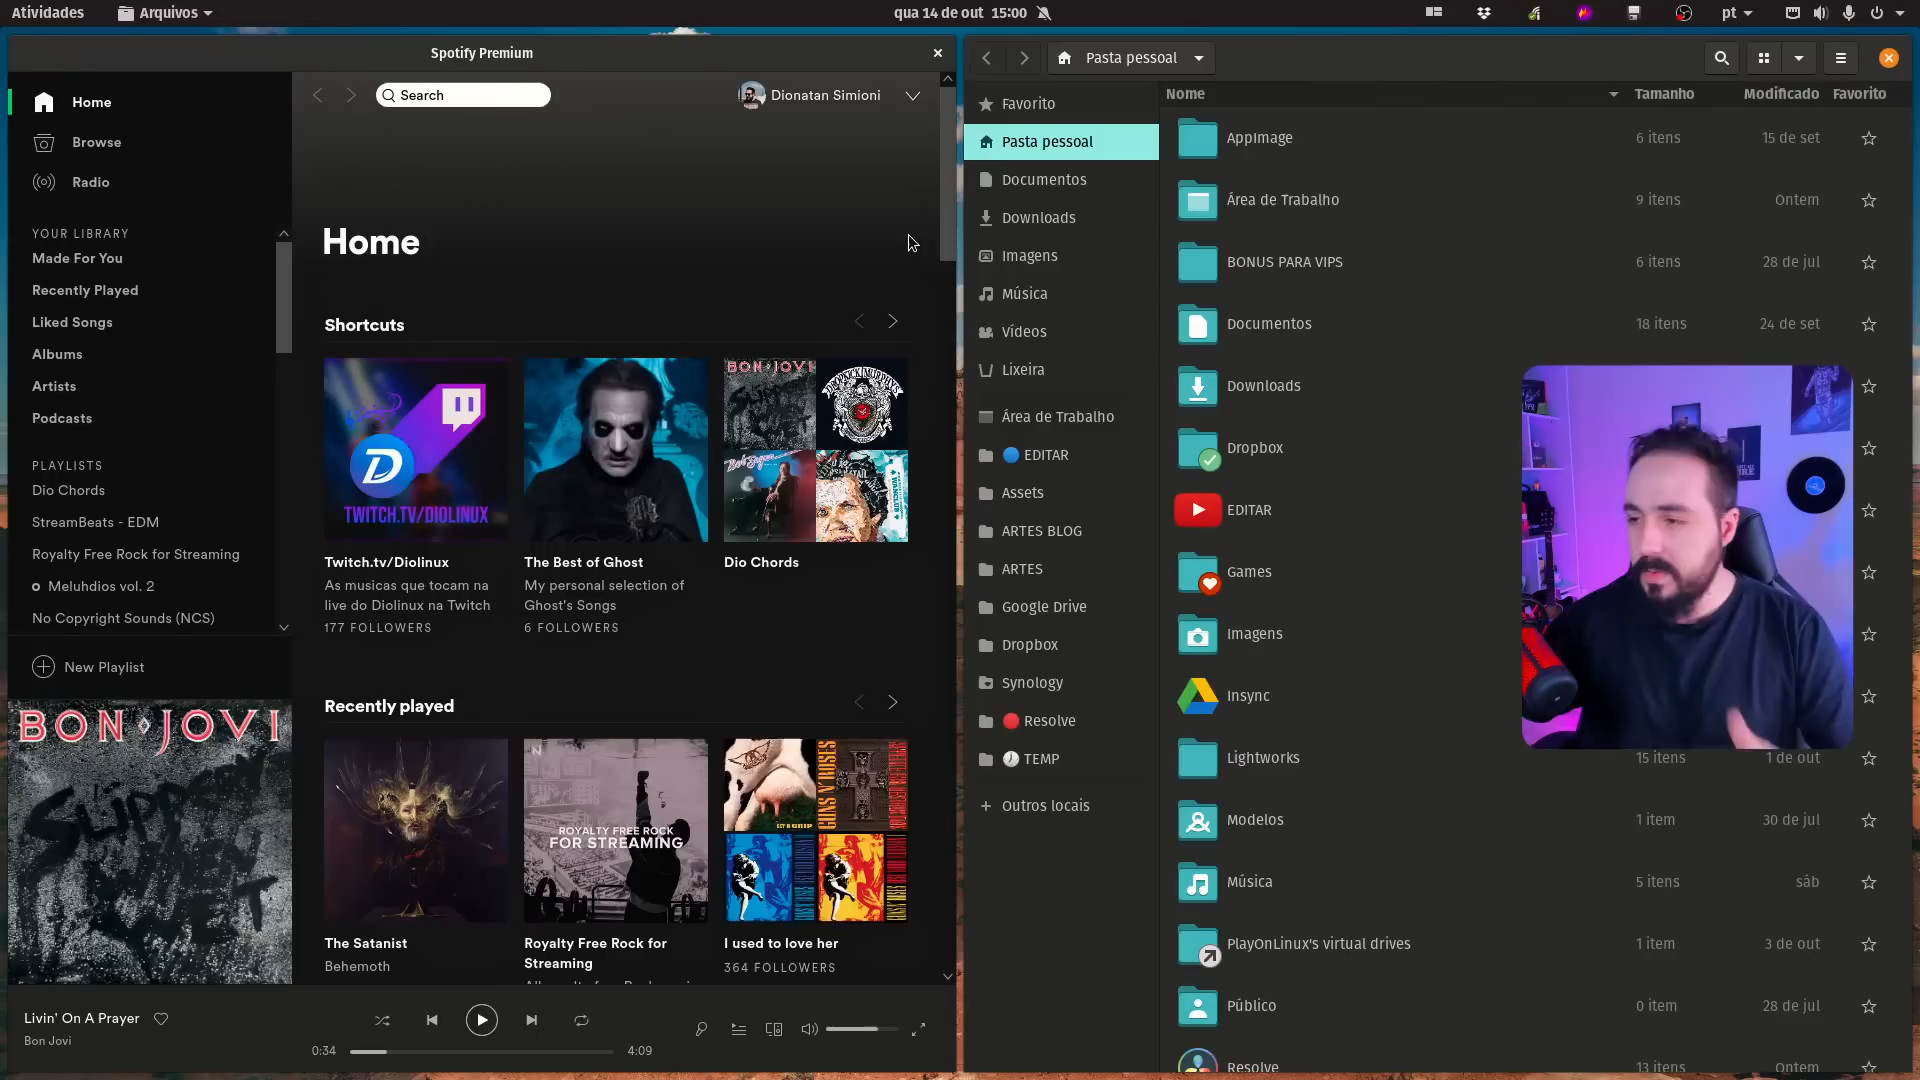 Atividades
Arquivos
qua 14 de out 15:00
pt
Spotify Premium
Home
Browse
Radio
YOUR LIBRARY
Made For You
Recently Played
Liked Songs
Albums
Artists
Podcasts
PLAYLISTS
Dio Chords
StreamBeats - EDM
Royalty Free Rock for Streaming
Meluhdios vol. 2
No Copyright Sounds (NCS)
New Playlist
BON JOVI
SLIPPERY
WHEN
WET
Search
Dionatan Simioni
Home
Shortcuts
TWITCH.TV/DIOLINUX
BON JOVI
Twitch.tv/Diolinux
As musicas que tocam na
live do Diolinux na Twitch
177 FOLLOWERS
The Best of Ghost
My personal selection of
Ghost's Songs
6 FOLLOWERS
Dio Chords
Recently played
N
ROYALTY FREE ROCK
FOR STREAMING
GUNS N' ROSES
The Satanist
Behemoth
Royalty Free Rock for
Streaming
I used to love her
364 FOLLOWERS
Livin' On A Prayer
Bon Jovi
0:34
4:09
Pasta pessoal
Favorito
Pasta pessoal
Documentos
Downloads
Imagens
Música
Vídeos
Lixeira
Área de Trabalho
EDITAR
Assets
ARTES BLOG
ARTES
Google Drive
Dropbox
Synology
Resolve
TEMP
Outros locais
Nome Tamanho Modificado Favorito
AppImage 6 itens 15 de set
Área de Trabalho 9 itens Ontem
BONUS PARA VIPS 6 itens 28 de jul
Documentos 18 itens 24 de set
Downloads
Dropbox
EDITAR
Games
Imagens
Insync
Lightworks 15 itens 1 de out
Modelos 1 item 30 de jul
Música 5 itens sáb
PlayOnLinux's virtual drives 1 item 3 de out
Público 0 item 28 de jul
Resolve 13 itens Ontem